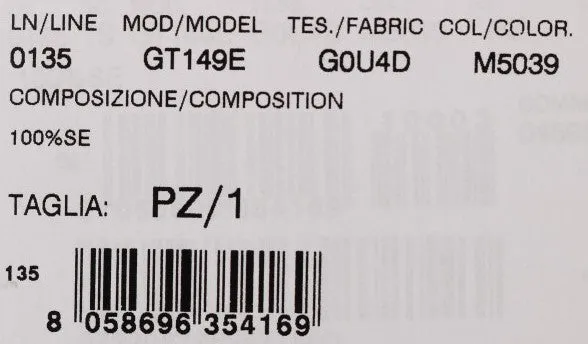 LN/LINE MOD/MODEL TES./FABRIC COL/COLOR.
0135 GT149E G0U4D M5039
COMPOSIZIONE/COMPOSITION
100%SE
TAGLIA: PZ/1
135
8 058696 354169